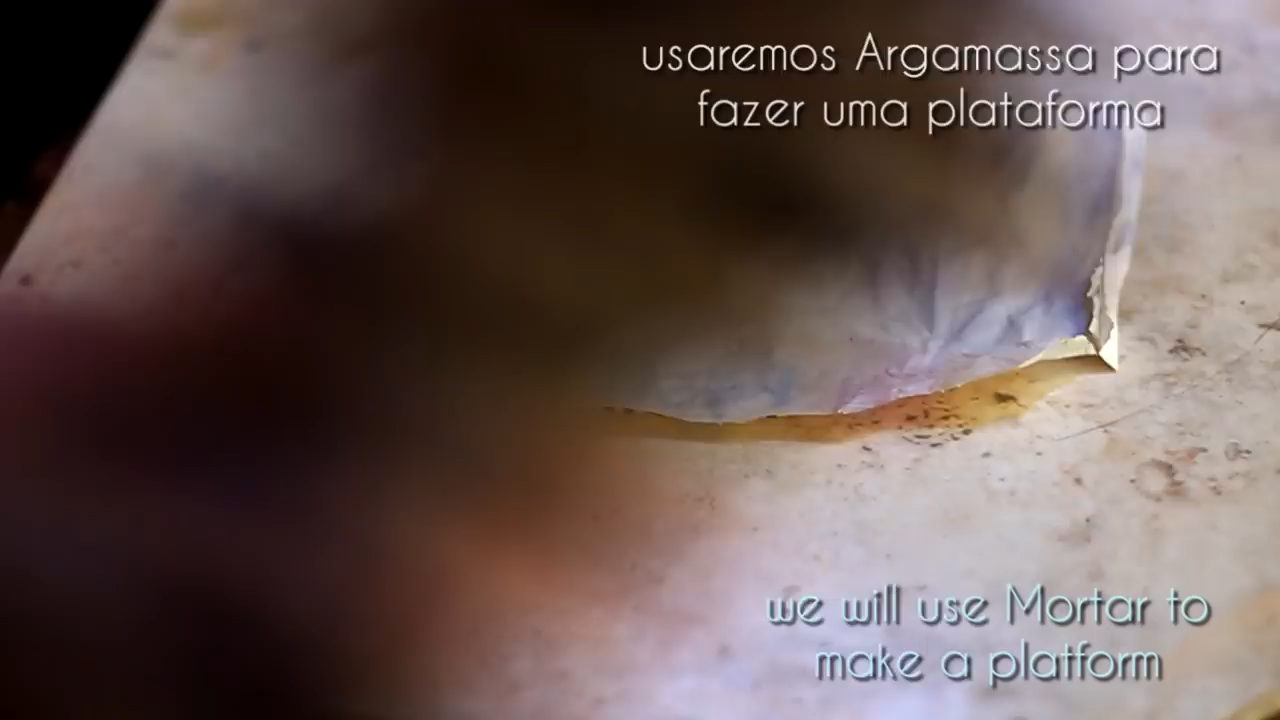 usaremos Argamassa para
fazer uma plataforma
we will use Mortar to
make a platform